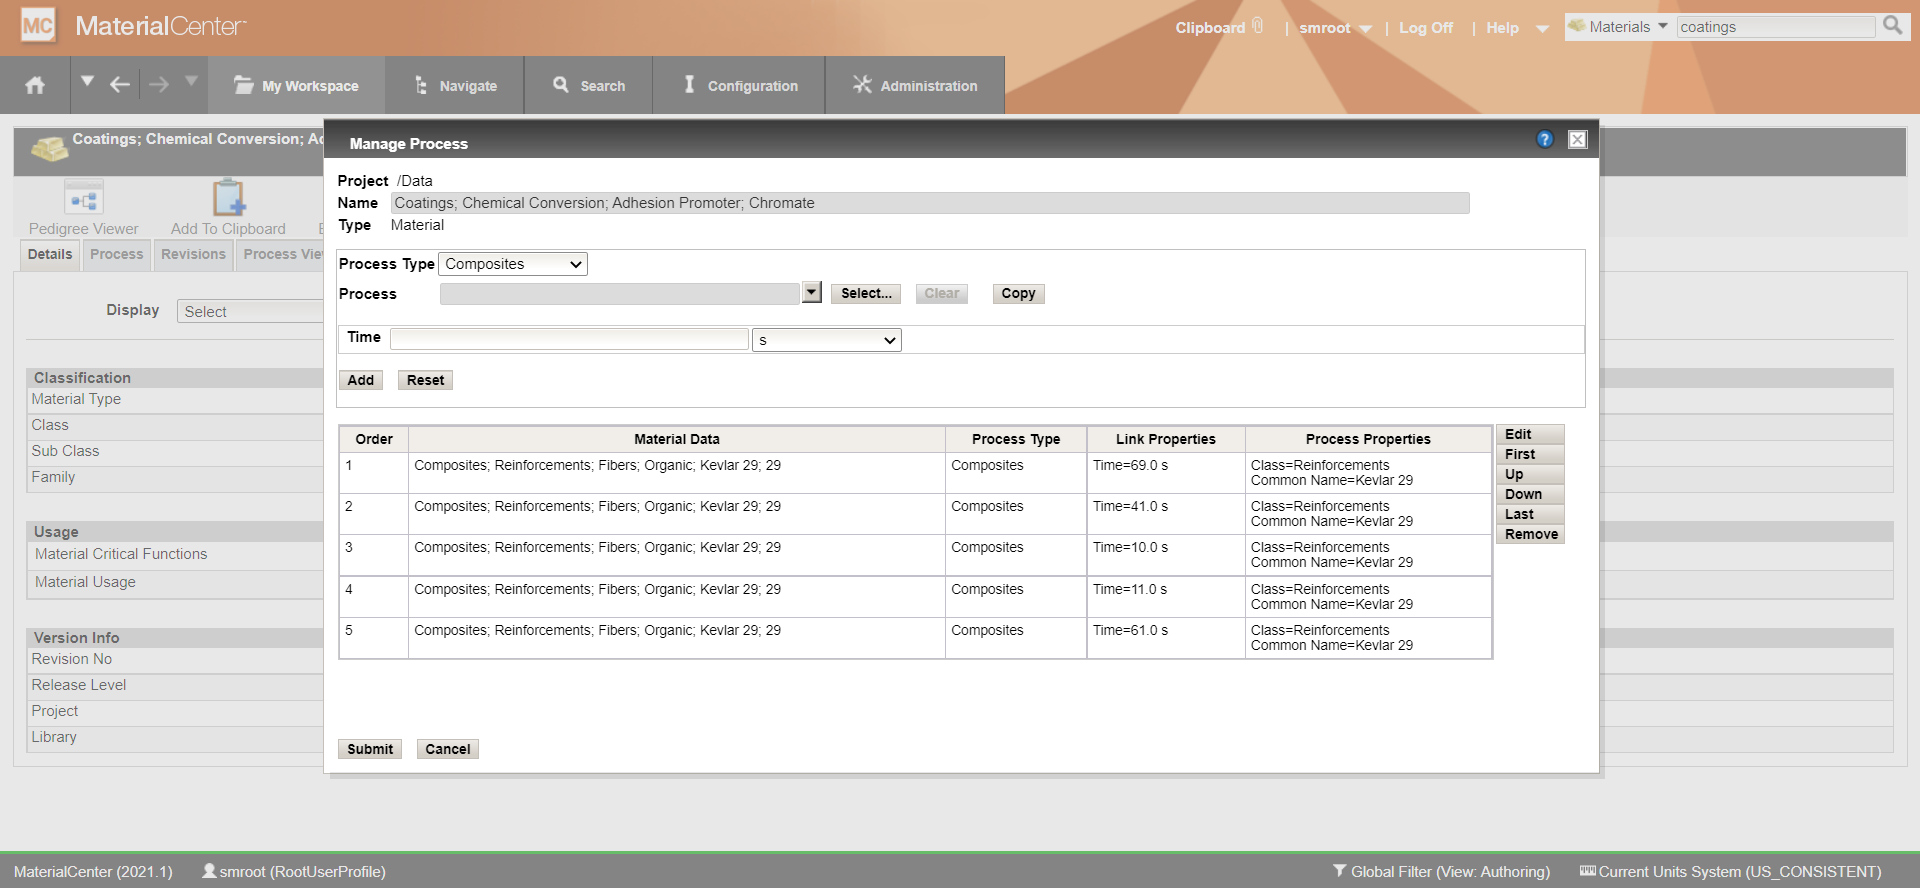 MC MaterialCenter
Clipboard | smroot | Log Off | Help
Materials coatings
My Workspace Navigate Search Configuration Administration
Coatings; Chemical Conversion; Ad
Pedigree Viewer Add To Clipboard
Details Process Revisions Process Vie
Display Select
Classification
Material Type
Class
Sub Class
Family
Usage
Material Critical Functions
Material Usage
Version Info
Revision No
Release Level
Project
Library
Manage Process ?
Project /Data
Name Coatings; Chemical Conversion; Adhesion Promoter; Chromate
Type Material
Process Type Composites
Process Select... Clear Copy
Time s
Add Reset
Order Material Data Process Type Link Properties Process Properties
1 Composites; Reinforcements; Fibers; Organic; Kevlar 29; 29 Composites Time=69.0 s Class=Reinforcements
Common Name=Kevlar 29
2 Composites; Reinforcements; Fibers; Organic; Kevlar 29; 29 Composites Time=41.0 s Class=Reinforcements
Common Name=Kevlar 29
3 Composites; Reinforcements; Fibers; Organic; Kevlar 29; 29 Composites Time=10.0 s Class=Reinforcements
Common Name=Kevlar 29
4 Composites; Reinforcements; Fibers; Organic; Kevlar 29; 29 Composites Time=11.0 s Class=Reinforcements
Common Name=Kevlar 29
5 Composites; Reinforcements; Fibers; Organic; Kevlar 29; 29 Composites Time=61.0 s Class=Reinforcements
Common Name=Kevlar 29
Edit
First
Up
Down
Last
Remove
Submit Cancel
MaterialCenter (2021.1) smroot (RootUserProfile) Global Filter (View: Authoring) Current Units System (US_CONSISTENT)